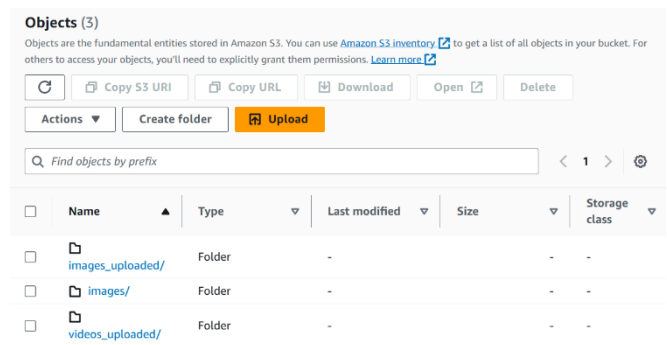 Objects (3)
Objects are the fundamental entities stored in Amazon S3. You can use Amazon S3 inventory to get a list of all objects in your bucket. For
others to access your objects, you'll need to explicitly grant them permissions. Learn more
Copy S3 URI Copy URL Download Open Delete
Actions Create folder Upload
Find objects by prefix 1
Name Type Last modified Size Storage
class
images_uploaded/ Folder - - -
images/ Folder - - -
videos_uploaded/ Folder - - -